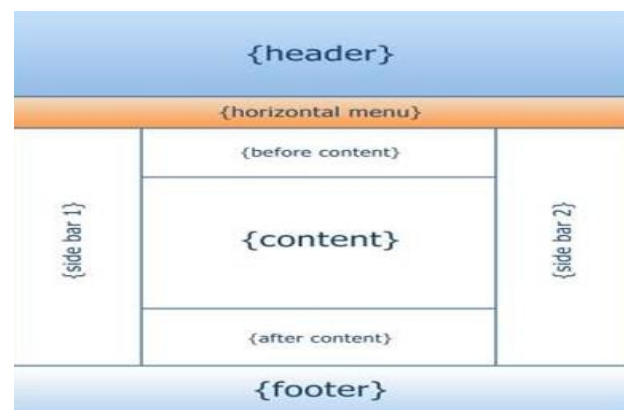 {header}
{horizontal menu}
{side bar 1}
{before content}
{content}
{after content}
{side bar 2}
{footer}